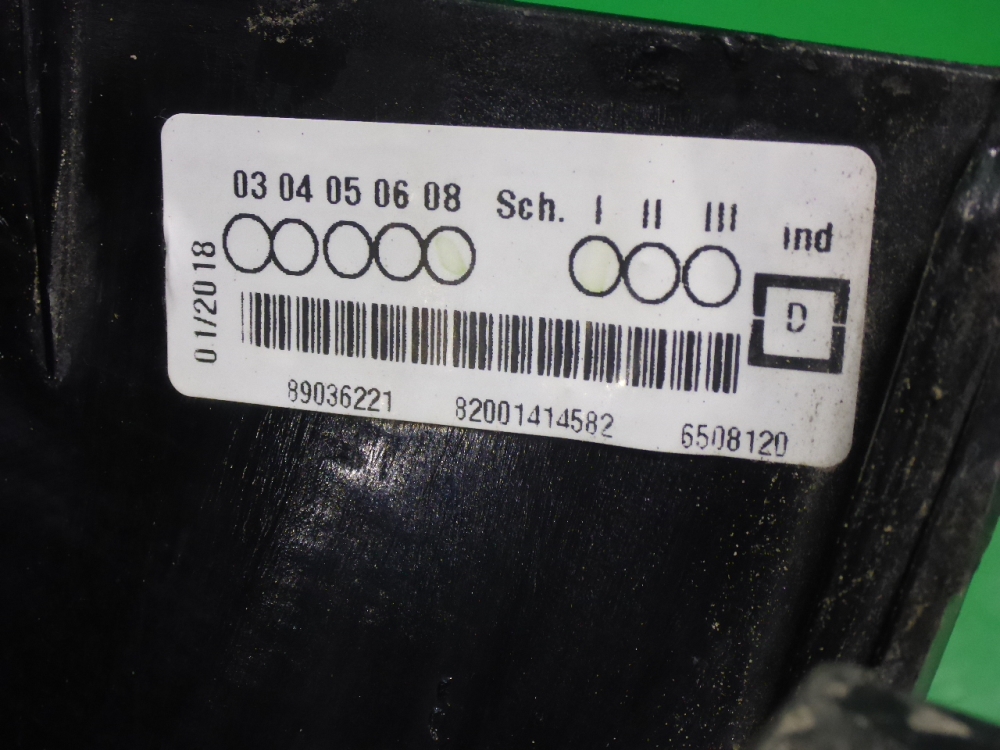 03 04 05 06 08 Sch. I II III ind
01/2018
D
89036221 82001414582 6508120